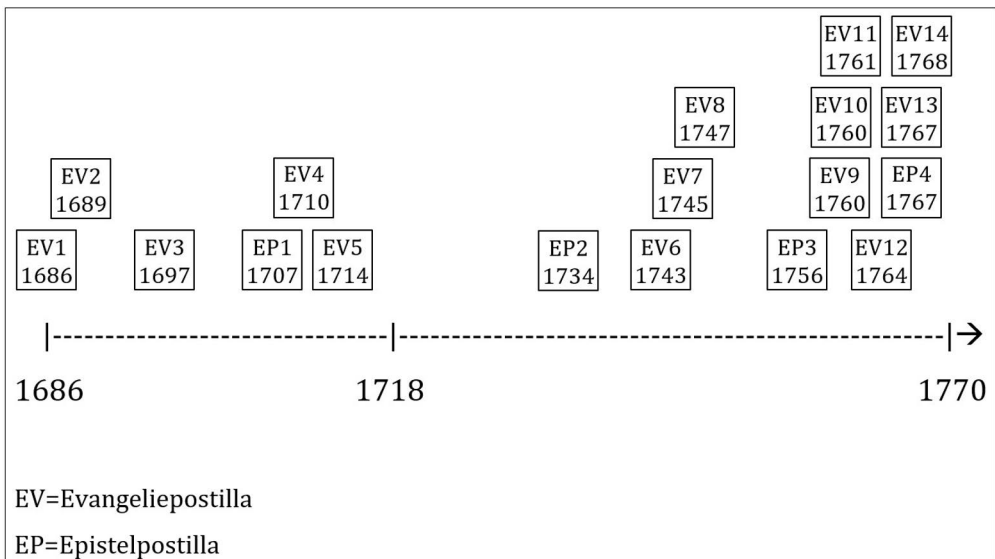 EV11 EV14
1761 1768
EV8 EV10 EV13
1747 1760 1767
EV2 EV4 EV7 EV9 EP4
1689 1710 1745 1760 1767
EV1 EV3 EP1 EV5 EP2 EV6 EP3 EV12
1686 1697 1707 1714 1734 1743 1756 1764
|--------------------------------|--------------------------------------------------|→
1686 1718 1770
EV=Evangeliepostilla
EP=Epistelpostilla